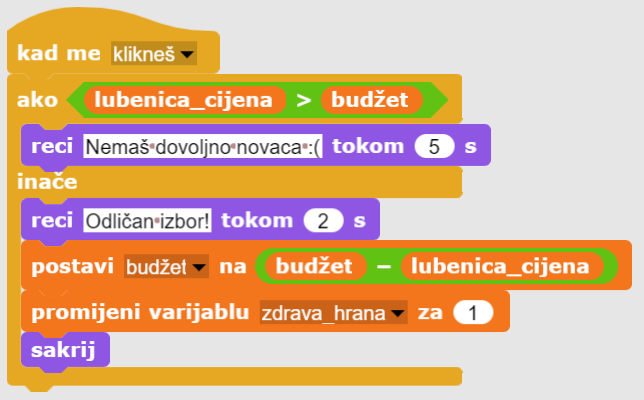 kad me klikneš
ako lubenica_cijena > budžet
reci Nemaš dovoljno novaca :( tokom 5 s
inače
reci Odličan izbor! tokom 2 s
postavi budžet na budžet − lubenica_cijena
promijeni varijablu zdrava_hrana za 1
sakrij